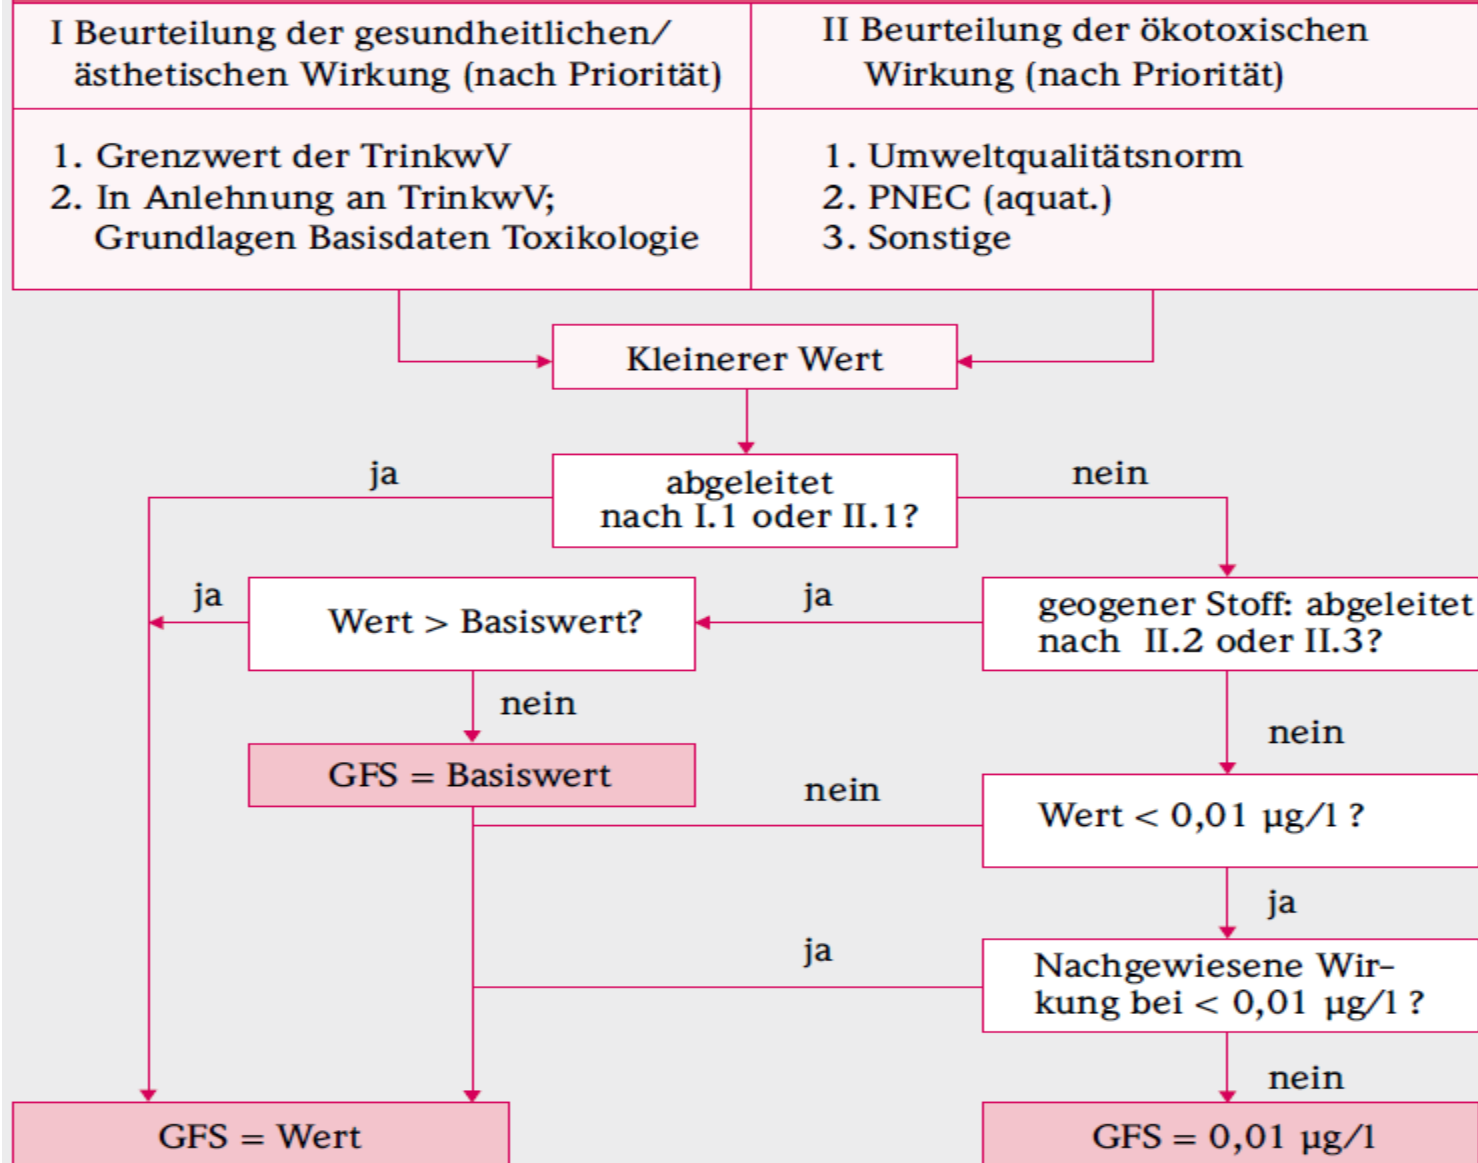 I Beurteilung der gesundheitlichen/
ästhetischen Wirkung (nach Priorität)
II Beurteilung der ökotoxischen
Wirkung (nach Priorität)
1. Grenzwert der TrinkwV
2. In Anlehnung an TrinkwV;
Grundlagen Basisdaten Toxikologie
1. Umweltqualitätsnorm
2. PNEC (aquat.)
3. Sonstige
Kleinerer Wert
ja
abgeleitet
nach I.1 oder II.1?
nein
ja
Wert > Basiswert?
ja
geogener Stoff: abgeleitet
nach II.2 oder II.3?
nein
nein
GFS = Basiswert
nein
Wert < 0,01 µg/l ?
ja
ja
Nachgewiesene Wir-
kung bei < 0,01 µg/l ?
nein
GFS = Wert
GFS = 0,01 µg/l